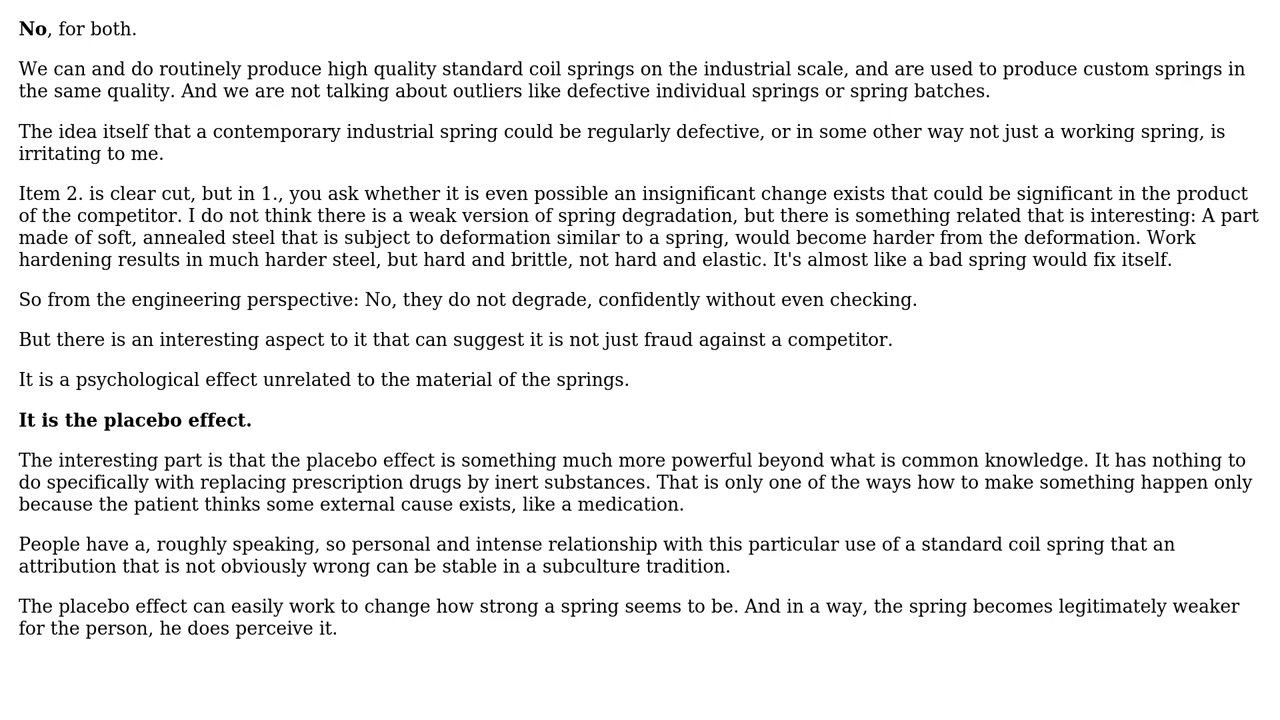 No, for both.
We can and do routinely produce high quality standard coil springs on the industrial scale, and are used to produce custom springs in
the same quality. And we are not talking about outliers like defective individual springs or spring batches.
The idea itself that a contemporary industrial spring could be regularly defective, or in some other way not just a working spring, is
irritating to me.
Item 2. is clear cut, but in 1., you ask whether it is even possible an insignificant change exists that could be significant in the product
of the competitor. I do not think there is a weak version of spring degradation, but there is something related that is interesting: A part
made of soft, annealed steel that is subject to deformation similar to a spring, would become harder from the deformation. Work
hardening results in much harder steel, but hard and brittle, not hard and elastic. It's almost like a bad spring would fix itself.
So from the engineering perspective: No, they do not degrade, confidently without even checking.
But there is an interesting aspect to it that can suggest it is not just fraud against a competitor.
It is a psychological effect unrelated to the material of the springs.
It is the placebo effect.
The interesting part is that the placebo effect is something much more powerful beyond what is common knowledge. It has nothing to
do specifically with replacing prescription drugs by inert substances. That is only one of the ways how to make something happen only
because the patient thinks some external cause exists, like a medication.
People have a, roughly speaking, so personal and intense relationship with this particular use of a standard coil spring that an
attribution that is not obviously wrong can be stable in a subculture tradition.
The placebo effect can easily work to change how strong a spring seems to be. And in a way, the spring becomes legitimately weaker
for the person, he does perceive it.